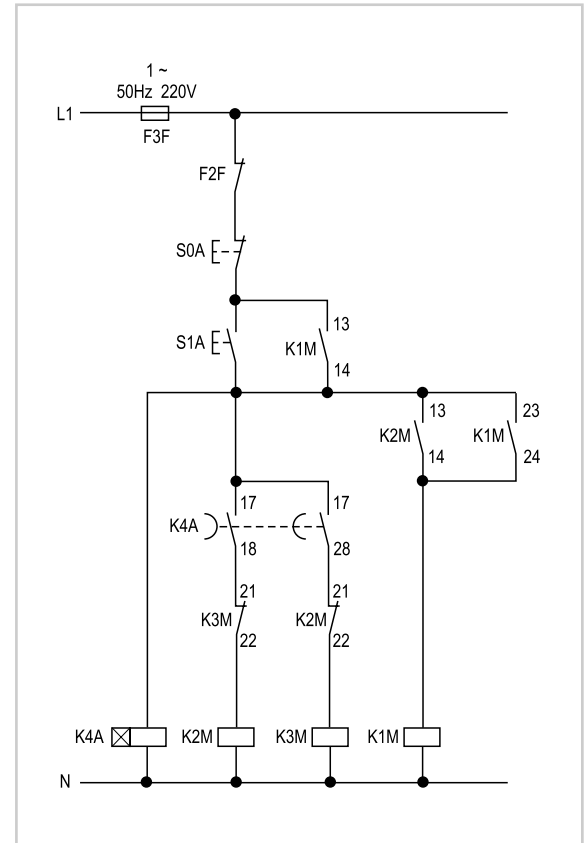 1 ~
50Hz 220V
L1
F3F
F2F
S0A
S1A
13
K1M
14
13
23
K2M
K1M
14
24
17
17
K4A
18
28
21
21
K3M
K2M
22
22
K4A
K2M
K3M
K1M
N